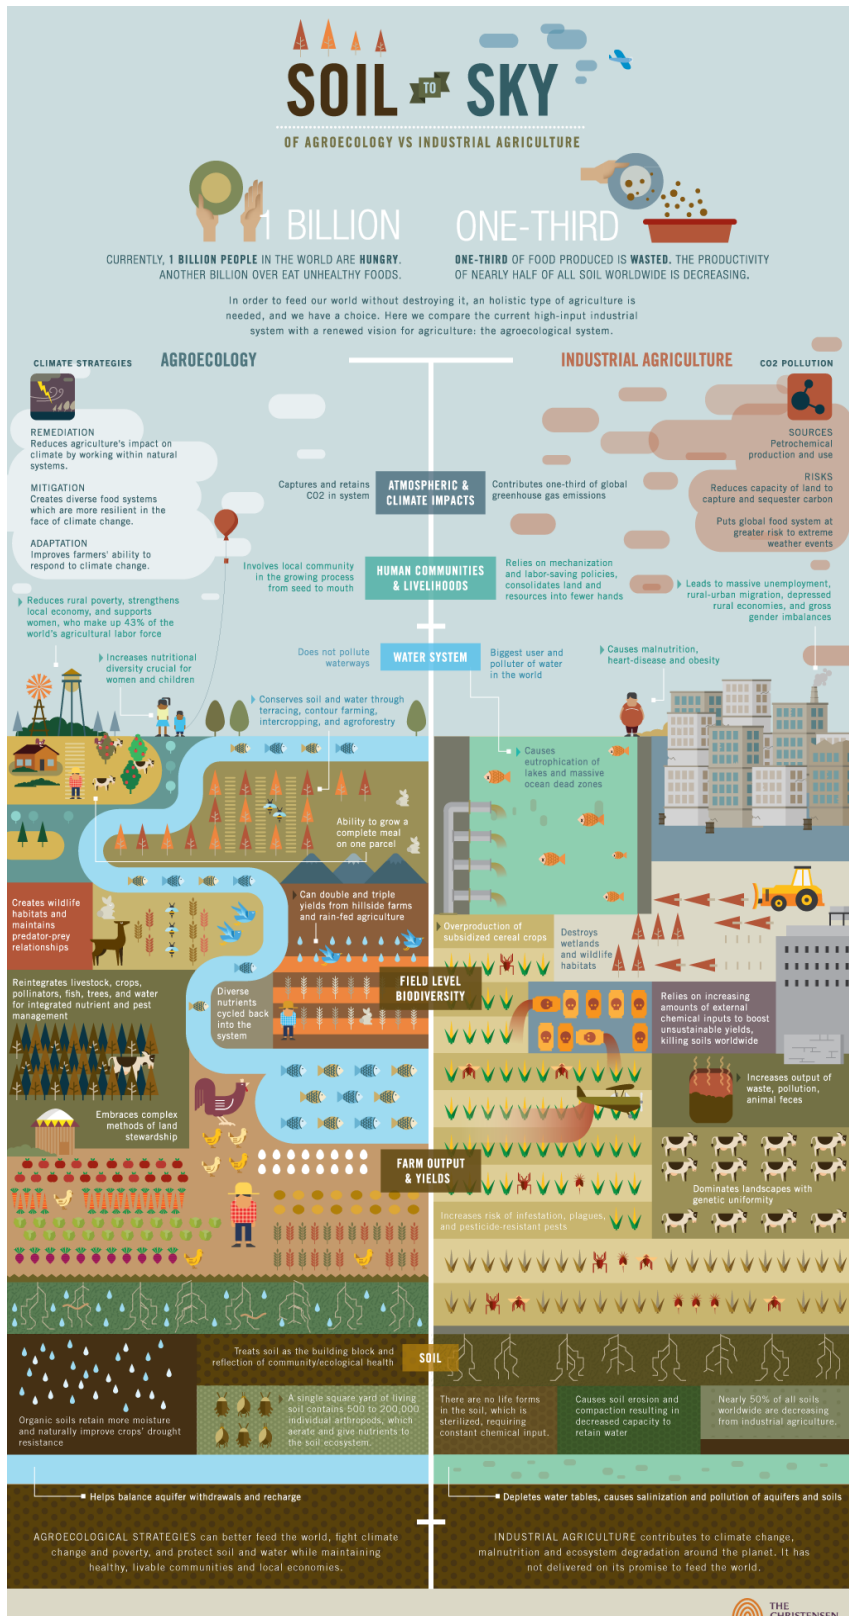 SOIL TO SKY
OF AGROECOLOGY VS INDUSTRIAL AGRICULTURE
1 BILLION
CURRENTLY, 1 BILLION PEOPLE IN THE WORLD ARE HUNGRY.
ANOTHER BILLION OVER EAT UNHEALTHY FOODS.
ONE-THIRD
ONE-THIRD OF FOOD PRODUCED IS WASTED. THE PRODUCTIVITY
OF NEARLY HALF OF ALL SOIL WORLDWIDE IS DECREASING.
In order to feed our world without destroying it, an holistic type of agriculture is
needed, and we have a choice. Here we compare the current high-input industrial
system with a renewed vision for agriculture: the agroecological system.
CLIMATE STRATEGIES
AGROECOLOGY
INDUSTRIAL AGRICULTURE
CO2 POLLUTION
REMEDIATION
Reduces agriculture's impact on
climate by working within natural
systems.
MITIGATION
Creates diverse food systems
which are more resilient in the
face of climate change.
ADAPTATION
Improves farmers' ability to
respond to climate change.
SOURCES
Petrochemical
production and use
RISKS
Reduces capacity of land to
capture and sequester carbon
Puts global food system at
greater risk to extreme
weather events
Captures and retains
CO2 in system
ATMOSPHERIC &
CLIMATE IMPACTS
Contributes one-third of global
greenhouse gas emissions
Involves local community
in the growing process
from seed to mouth
HUMAN COMMUNITIES
& LIVELIHOODS
Relies on mechanization
and labor-saving policies,
consolidates land and
resources into fewer hands
Reduces rural poverty, strengthens
local economy, and supports
women, who make up 43% of the
world's agricultural labor force
Leads to massive unemployment,
rural-urban migration, depressed
rural economies, and gross
gender imbalances
Increases nutritional
diversity crucial for
women and children
Does not pollute
waterways
WATER SYSTEM
Biggest user and
polluter of water
in the world
Causes malnutrition,
heart-disease and obesity
Conserves soil and water through
terracing, contour farming,
intercropping, and agroforestry
Causes
eutrophication of
lakes and massive
ocean dead zones
Ability to grow a
complete meal
on one parcel
Creates wildlife
habitats and
maintains
predator-prey
relationships
Can double and triple
yields from hillside farms
and rain-fed agriculture
Overproduction of
subsidized cereal crops
Destroys
wetlands
and wildlife
habitats
FIELD LEVEL
BIODIVERSITY
Reintegrates livestock, crops,
pollinators, fish, trees, and water
for integrated nutrient and pest
management
Diverse
nutrients
cycled back
into the
system
Relies on increasing
amounts of external
chemical inputs to boost
unsustainable yields,
killing soils worldwide
Increases output of
waste, pollution,
animal feces
Embraces complex
methods of land
stewardship
FARM OUTPUT
& YIELDS
Dominates landscapes with
genetic uniformity
Increases risk of infestation, plagues,
and pesticide-resistant pests
Treats soil as the building block and
reflection of community/ecological health
SOIL
Organic soils retain more moisture
and naturally improve crops' drought
resistance
A single square yard of living
soil contains 500 to 200,000
individual arthropods, which
aerate and give nutrients to
the soil ecosystem.
There are no life forms
in the soil, which is
sterilized, requiring
constant chemical input.
Causes soil erosion and
compaction resulting in
decreased capacity to
retain water
Nearly 50% of all soils
worldwide are decreasing
from industrial agriculture.
Helps balance aquifer withdrawals and recharge
Depletes water tables, causes salinization and pollution of aquifers and soils
AGROECOLOGICAL STRATEGIES can better feed the world, fight climate
change and poverty, and protect soil and water while maintaining
healthy, livable communities and local economies.
INDUSTRIAL AGRICULTURE contributes to climate change,
malnutrition and ecosystem degradation around the planet. It has
not delivered on its promise to feed the world.
THE
CHRISTENSEN